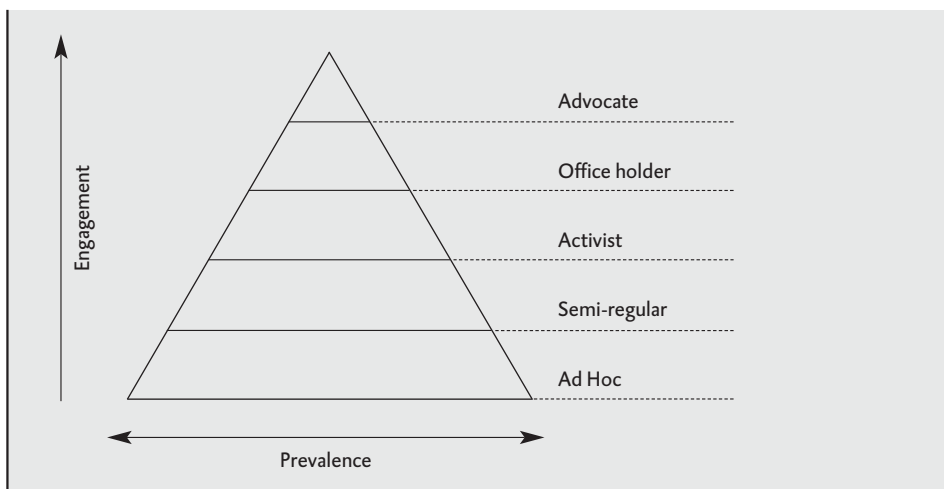 Advocate
Office holder
Activist
Semi-regular
Ad Hoc
Engagement
Prevalence